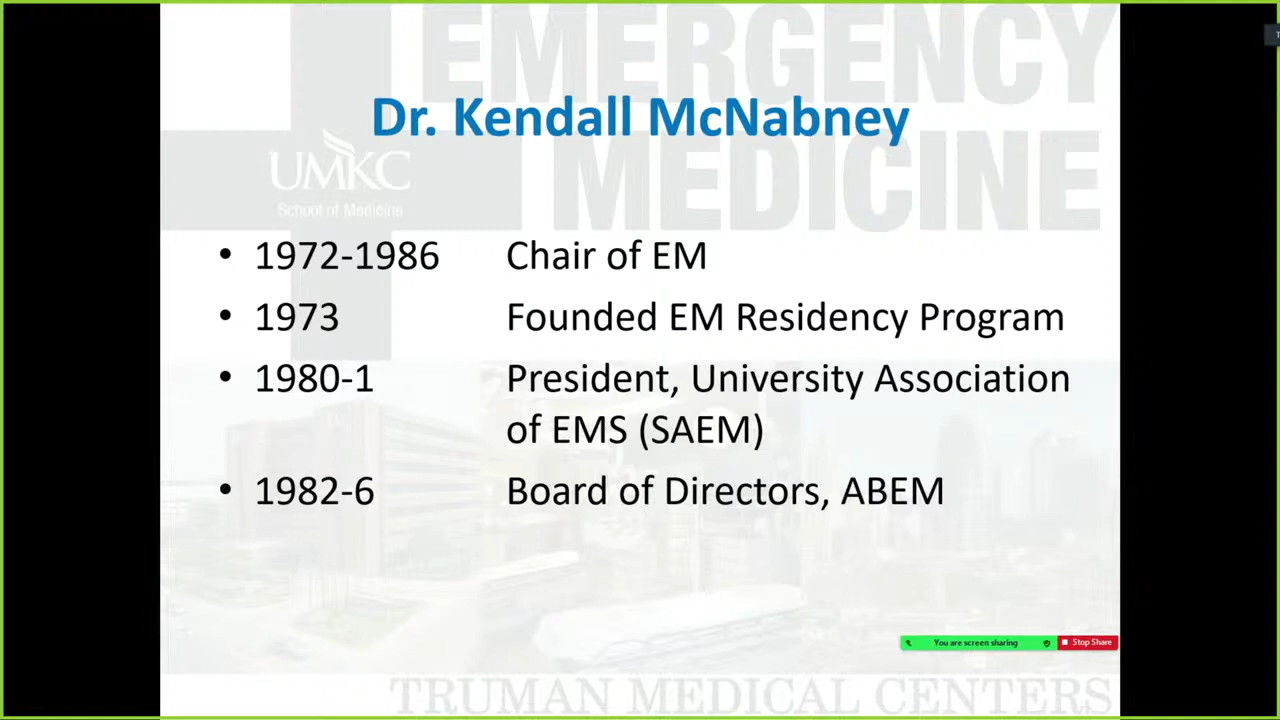 EMERGENCY
Dr. Kendall McNabney
MEDICINE
UMKC
School of Medicine
• 1972-1986 Chair of EM
• 1973 Founded EM Residency Program
• 1980-1 President, University Association
of EMS (SAEM)
• 1982-6 Board of Directors, ABEM
You are screen sharing
Stop Share
TRUMAN MEDICAL CENTERS